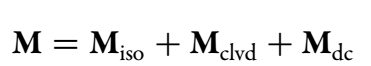 M = M_iso + M_clvd + M_dc